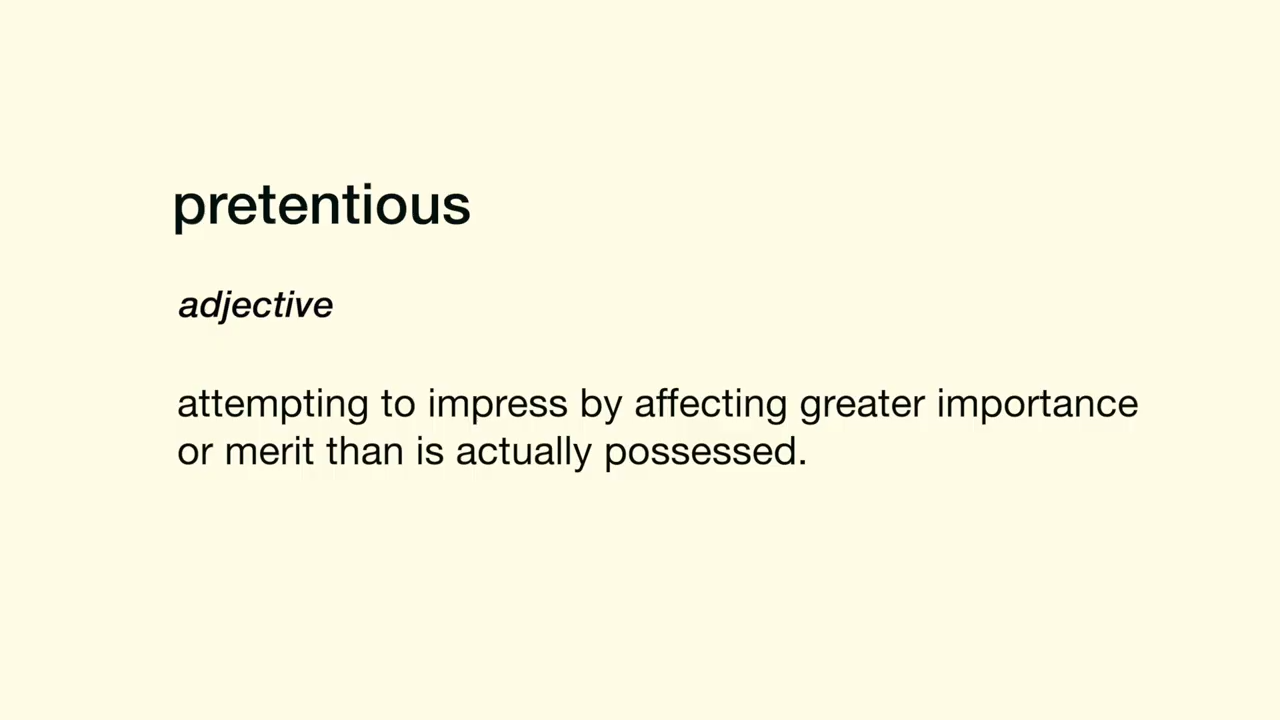 pretentious
adjective
attempting to impress by affecting greater importance
or merit than is actually possessed.